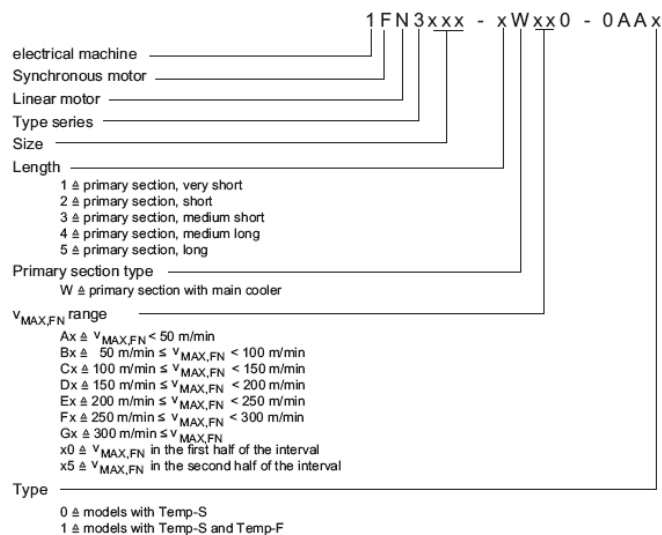 1FN3xxx - xWxx0 - 0AAx
electrical machine
Synchronous motor
Linear motor
Type series
Size
Length
1 ≙ primary section, very short
2 ≙ primary section, short
3 ≙ primary section, medium short
4 ≙ primary section, medium long
5 ≙ primary section, long
Primary section type
W ≙ primary section with main cooler
vMAX,FN range
Ax ≙ vMAX,FN < 50 m/min
Bx ≙ 50 m/min ≤ vMAX,FN < 100 m/min
Cx ≙ 100 m/min ≤ vMAX,FN < 150 m/min
Dx ≙ 150 m/min ≤ vMAX,FN < 200 m/min
Ex ≙ 200 m/min ≤ vMAX,FN < 250 m/min
Fx ≙ 250 m/min ≤ vMAX,FN < 300 m/min
Gx ≙ 300 m/min ≤ vMAX,FN
x0 ≙ vMAX,FN in the first half of the interval
x5 ≙ vMAX,FN in the second half of the interval
Type
0 ≙ models with Temp-S
1 ≙ models with Temp-S and Temp-F